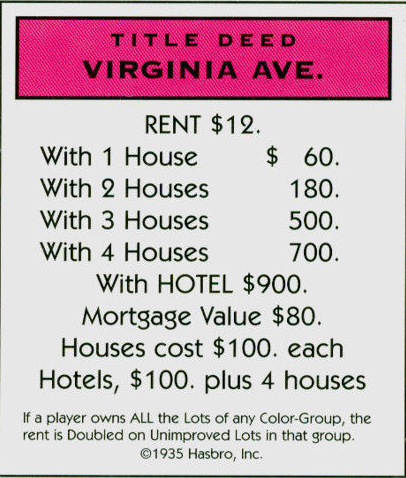 TITLE DEED
VIRGINIA AVE.
RENT $12.
With 1 House $ 60.
With 2 Houses 180.
With 3 Houses 500.
With 4 Houses 700.
With HOTEL $900.
Mortgage Value $80.
Houses cost $100. each
Hotels, $100. plus 4 houses
If a player owns ALL the Lots of any Color-Group, the
rent is Doubled on Unimproved Lots in that group.
©1935 Hasbro, Inc.